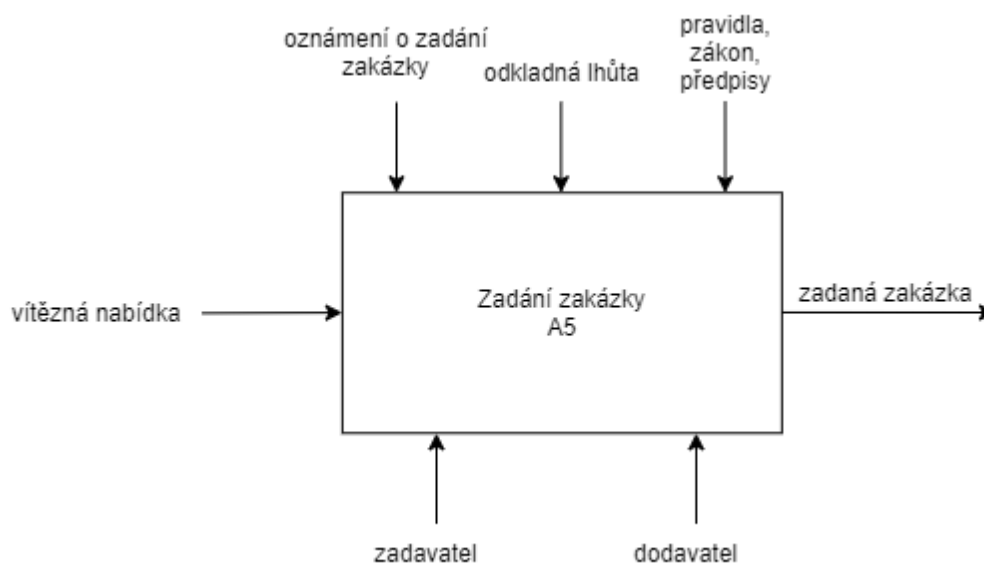 oznámení o zadání
zakázky
odkladná lhůta
pravidla,
zákon,
předpisy
vítězná nabídka
Zadání zakázky
A5
zadaná zakázka
zadavatel
dodavatel